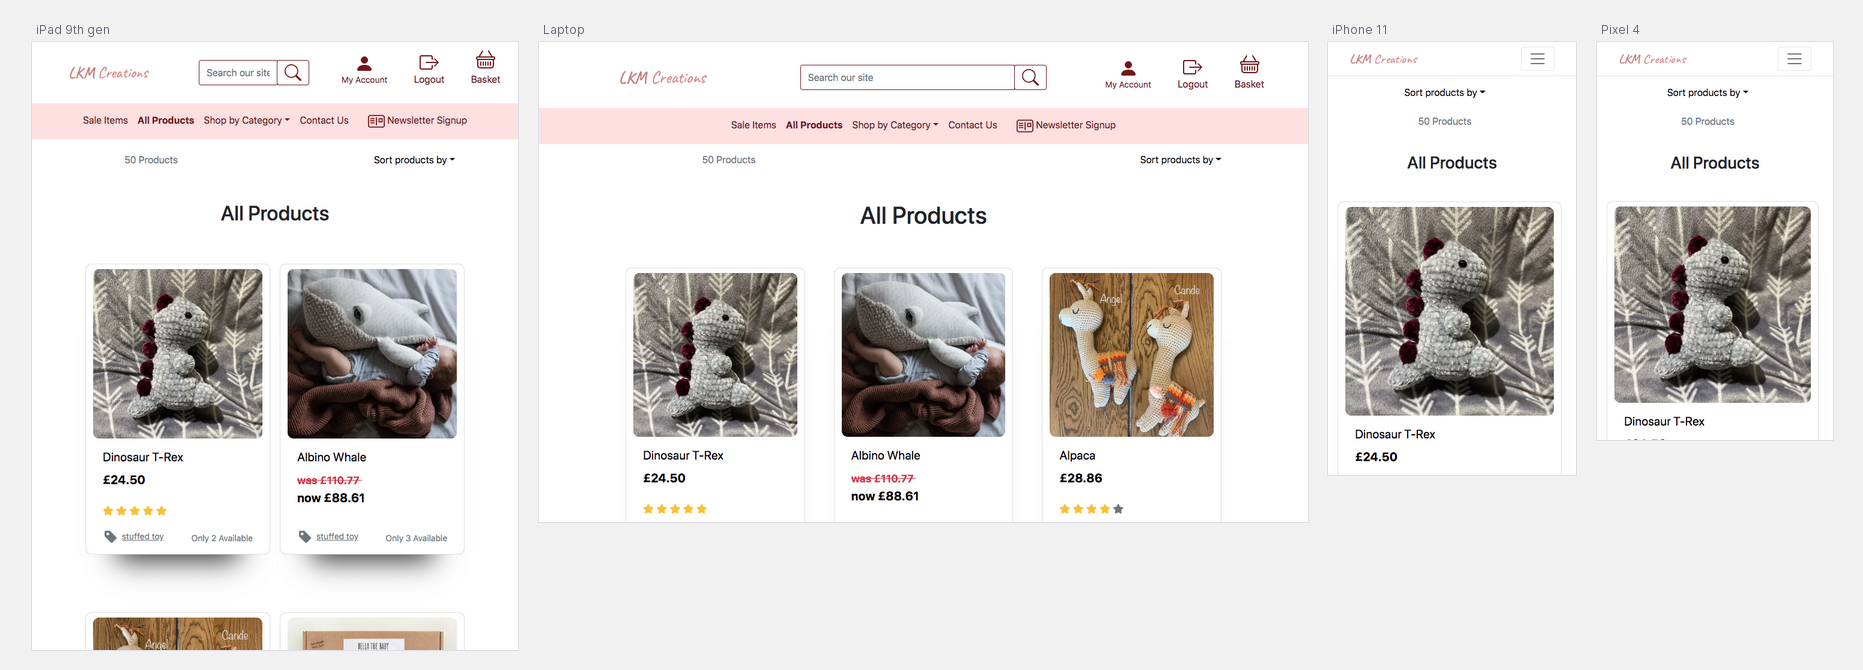 iPad 9th gen
LKM Creations
Search our site
My Account
Logout
Basket
Sale Items All Products Shop by Category Contact Us Newsletter Signup
50 Products
Sort products by
All Products
Dinosaur T-Rex
£24.50
stuffed toy
Only 2 Available
Albino Whale
was £110.77
now £88.61
stuffed toy
Only 3 Available
Angel
Cande
BELLA THE BABY
Laptop
LKM Creations
Search our site
My Account
Logout
Basket
Sale Items All Products Shop by Category Contact Us Newsletter Signup
50 Products
Sort products by
All Products
Dinosaur T-Rex
£24.50
Albino Whale
was £110.77
now £88.61
Angel
Cande
Alpaca
£28.86
iPhone 11
LKM Creations
Sort products by
50 Products
All Products
Dinosaur T-Rex
£24.50
Pixel 4
LKM Creations
Sort products by
50 Products
All Products
Dinosaur T-Rex